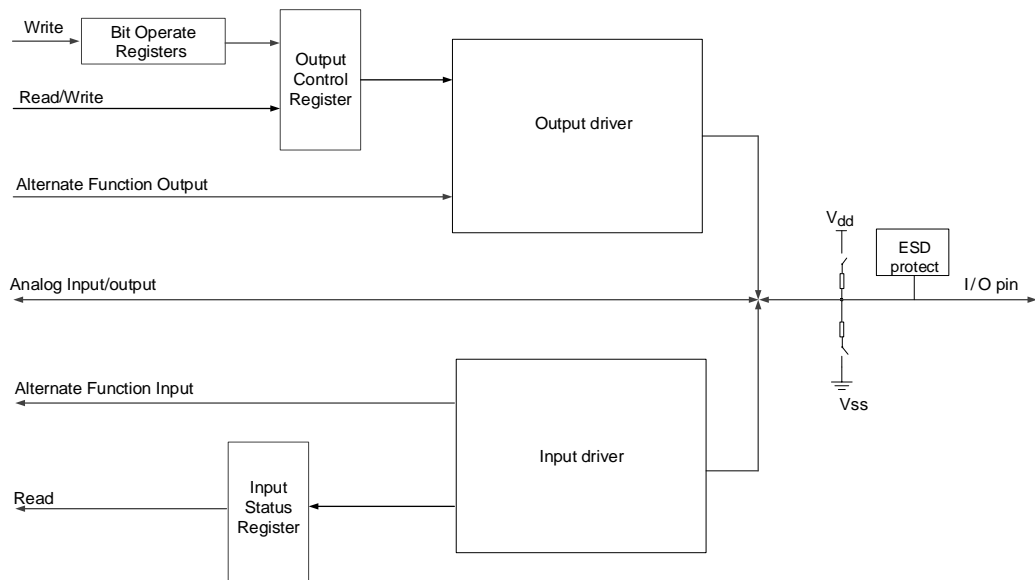 Write
Bit Operate
Registers
Output
Control
Register
Read/Write
Output driver
Alternate Function Output
Vdd
ESD
protect
Analog Input/output
I/O pin
Alternate Function Input
Vss
Input driver
Read
Input
Status
Register